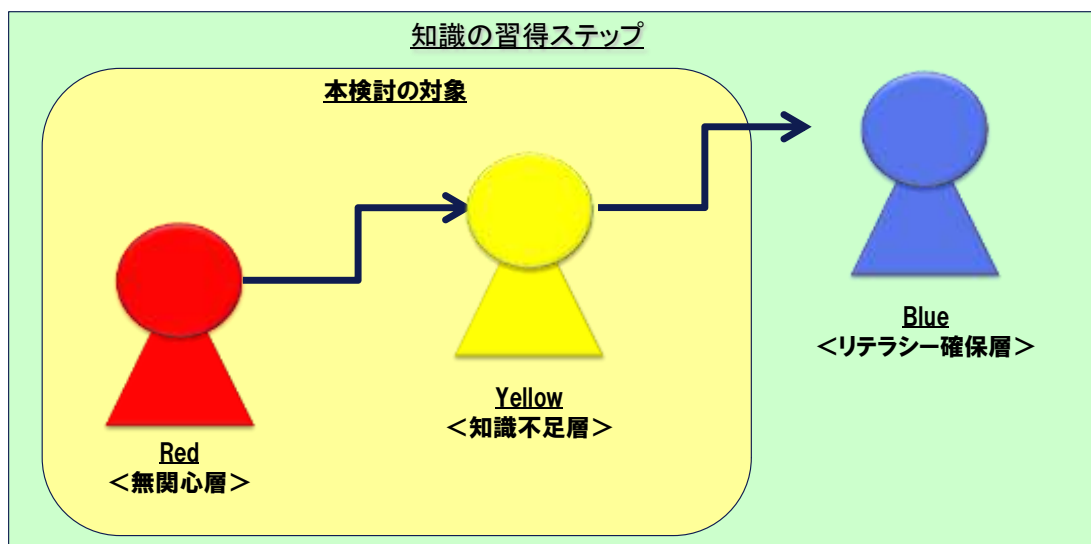 知識の習得ステップ
本検討の対象
Red
＜無関心層＞
Yellow
＜知識不足層＞
Blue
＜リテラシー確保層＞